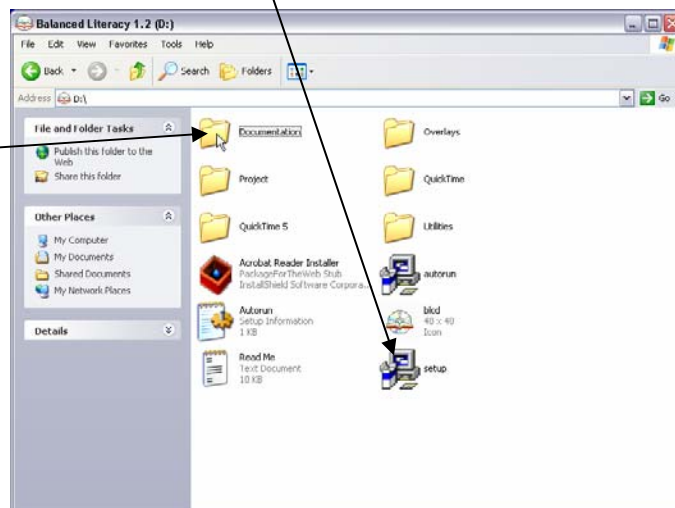 Balanced Literacy 1.2 (D:)
File Edit View Favorites Tools Help
Back Search Folders
Address D:\ Go
File and Folder Tasks
Publish this folder to the
Web
Share this folder
Other Places
My Computer
My Documents
Shared Documents
My Network Places
Details
Documentation
Overlays
Project
QuickTime
QuickTime 5
Utilities
Acrobat Reader Installer
PackageForTheWeb Stub
InstallShield Software Corpora...
autorun
Autorun
Setup Information
1 KB
blcd
40 x 40
Icon
Read Me
Text Document
10 KB
setup